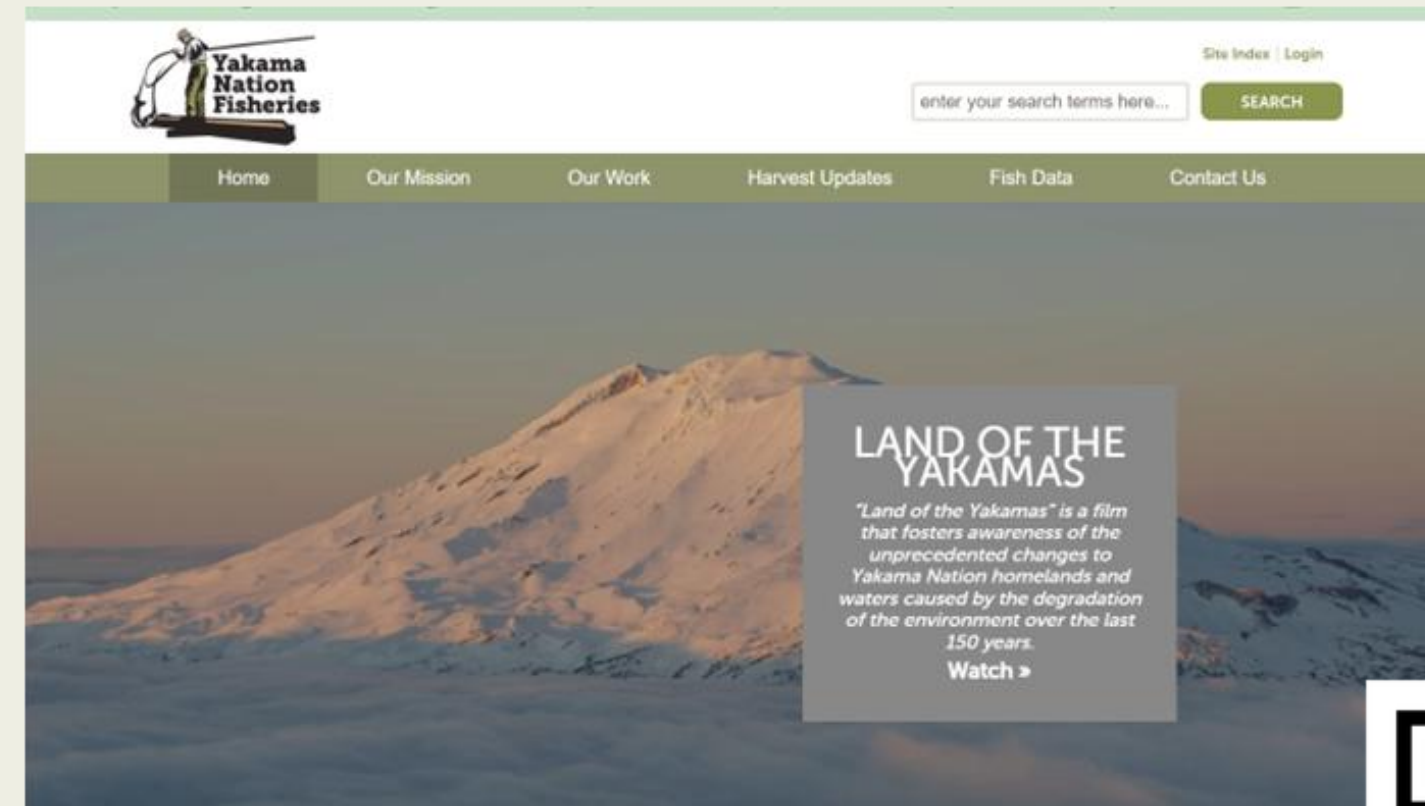 Yakama
Nation
Fisheries
Site Index | Login
enter your search terms here...
SEARCH
Home
Our Mission
Our Work
Harvest Updates
Fish Data
Contact Us
LAND OF THE
YAKAMAS
"Land of the Yakamas" is a film
that fosters awareness of the
unprecedented changes to
Yakama Nation homelands and
waters caused by the degradation
of the environment over the last
150 years.
Watch »